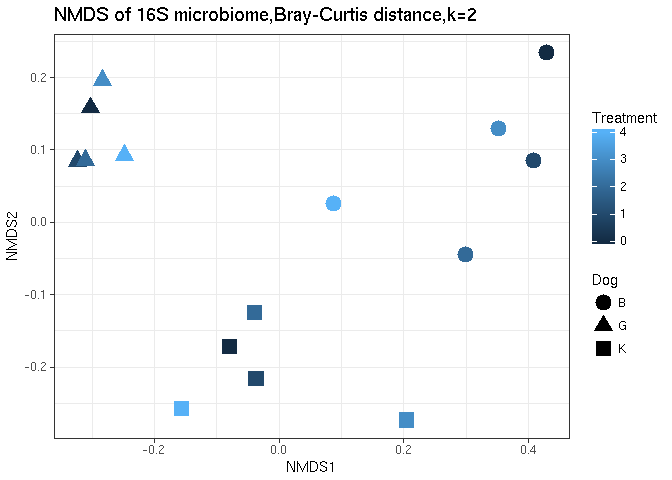 NMDS of 16S microbiome,Bray-Curtis distance,k=2
NMDS2
0.2
0.1
0.0
-0.1
-0.2
-0.2
0.0
0.2
0.4
NMDS1
Treatment
4
3
2
1
0
Dog
B
G
K